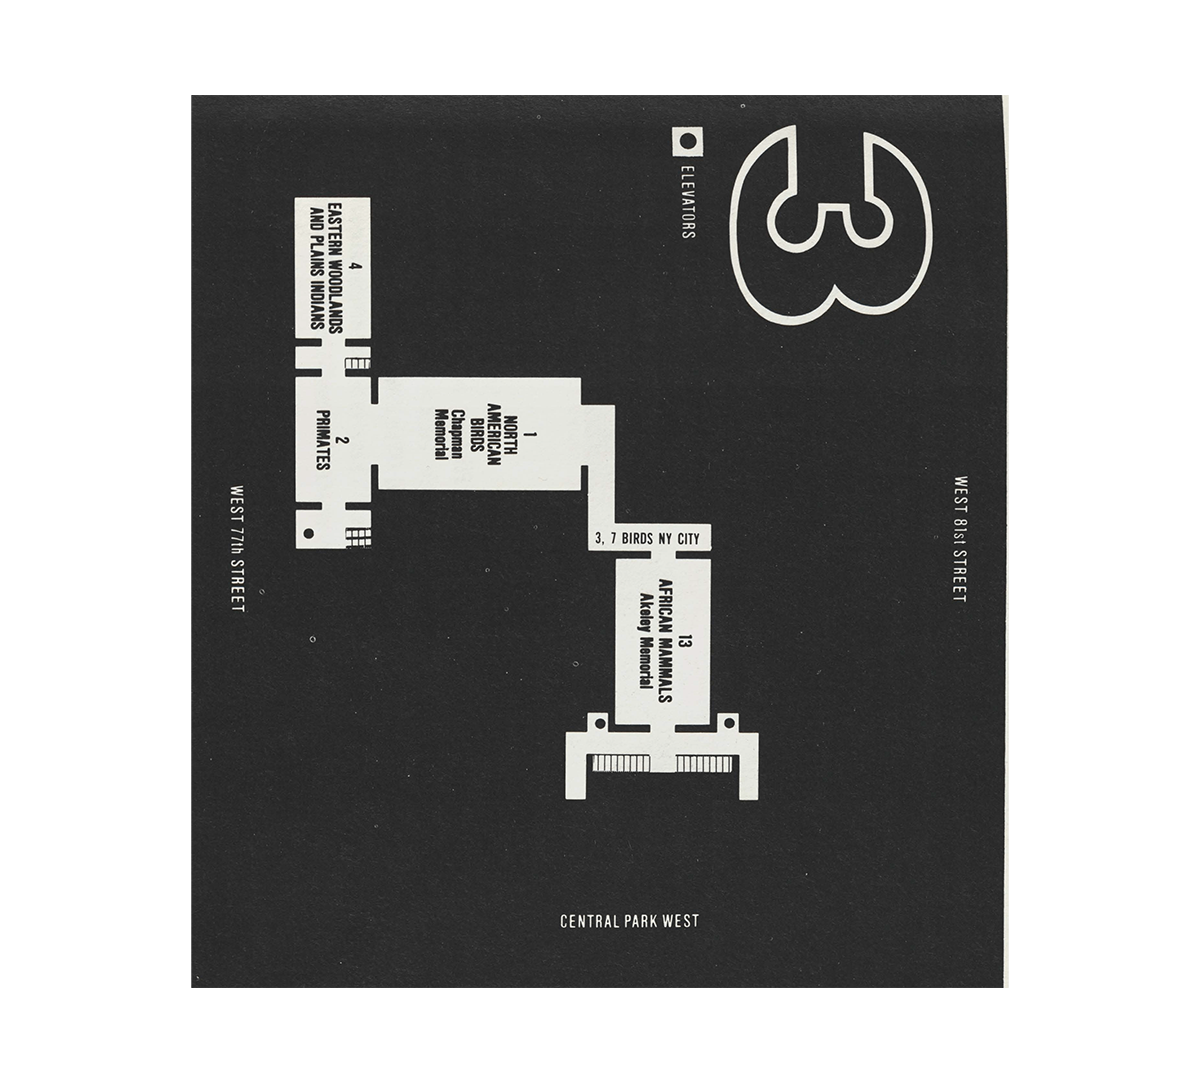 3
ELEVATORS
WEST 81st STREET
4
EASTERN WOODLANDS
AND PLAINS INDIANS
2
PRIMATES
1
NORTH
AMERICAN
BIRDS
Chapman
Memorial
3, 7 BIRDS NY CITY
13
AFRICAN MAMMALS
Akeley Memorial
WEST 77th STREET
CENTRAL PARK WEST